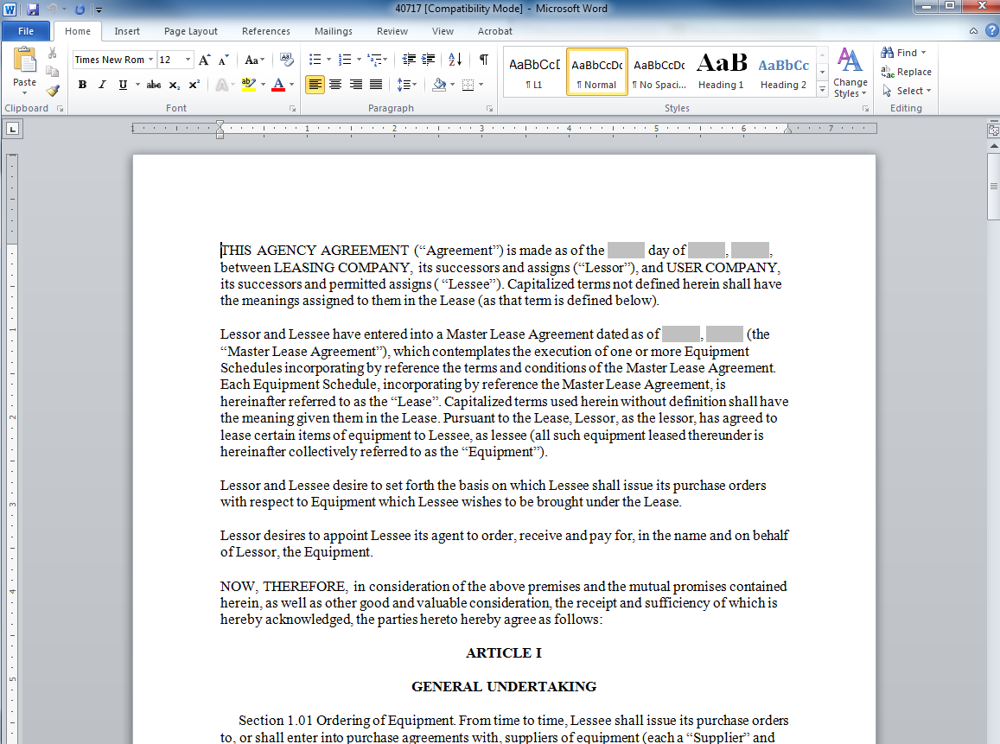 40717 [Compatibility Mode] - Microsoft Word
File Home Insert Page Layout References Mailings Review View Acrobat
Times New Rom 12 Aa AaBbCcI AaBbCcDc AaBbCcDc AaB AaBbCc Find
Paste B I U abc x₂ x² A ab A ¶ L1 ¶ Normal ¶ No Spaci... Heading 1 Heading 2 Change Styles Replace
Select
Clipboard Font Paragraph Styles Editing
1 1 2 3 4 5 6 7
THIS AGENCY AGREEMENT (“Agreement”) is made as of the day of , ,
between LEASING COMPANY, its successors and assigns (“Lessor”), and USER COMPANY,
its successors and permitted assigns ( “Lessee”). Capitalized terms not defined herein shall have
the meanings assigned to them in the Lease (as that term is defined below).
Lessor and Lessee have entered into a Master Lease Agreement dated as of , (the
“Master Lease Agreement”), which contemplates the execution of one or more Equipment
Schedules incorporating by reference the terms and conditions of the Master Lease Agreement.
Each Equipment Schedule, incorporating by reference the Master Lease Agreement, is
hereinafter referred to as the “Lease”. Capitalized terms used herein without definition shall have
the meaning given them in the Lease. Pursuant to the Lease, Lessor, as the lessor, has agreed to
lease certain items of equipment to Lessee, as lessee (all such equipment leased thereunder is
hereinafter collectively referred to as the “Equipment”).
Lessor and Lessee desire to set forth the basis on which Lessee shall issue its purchase orders
with respect to Equipment which Lessee wishes to be brought under the Lease.
Lessor desires to appoint Lessee its agent to order, receive and pay for, in the name and on behalf
of Lessor, the Equipment.
NOW, THEREFORE, in consideration of the above premises and the mutual promises contained
herein, as well as other good and valuable consideration, the receipt and sufficiency of which is
hereby acknowledged, the parties hereto hereby agree as follows:
ARTICLE I
GENERAL UNDERTAKING
Section 1.01 Ordering of Equipment. From time to time, Lessee shall issue its purchase orders
to, or shall enter into purchase agreements with, suppliers of equipment (each a “Supplier” and